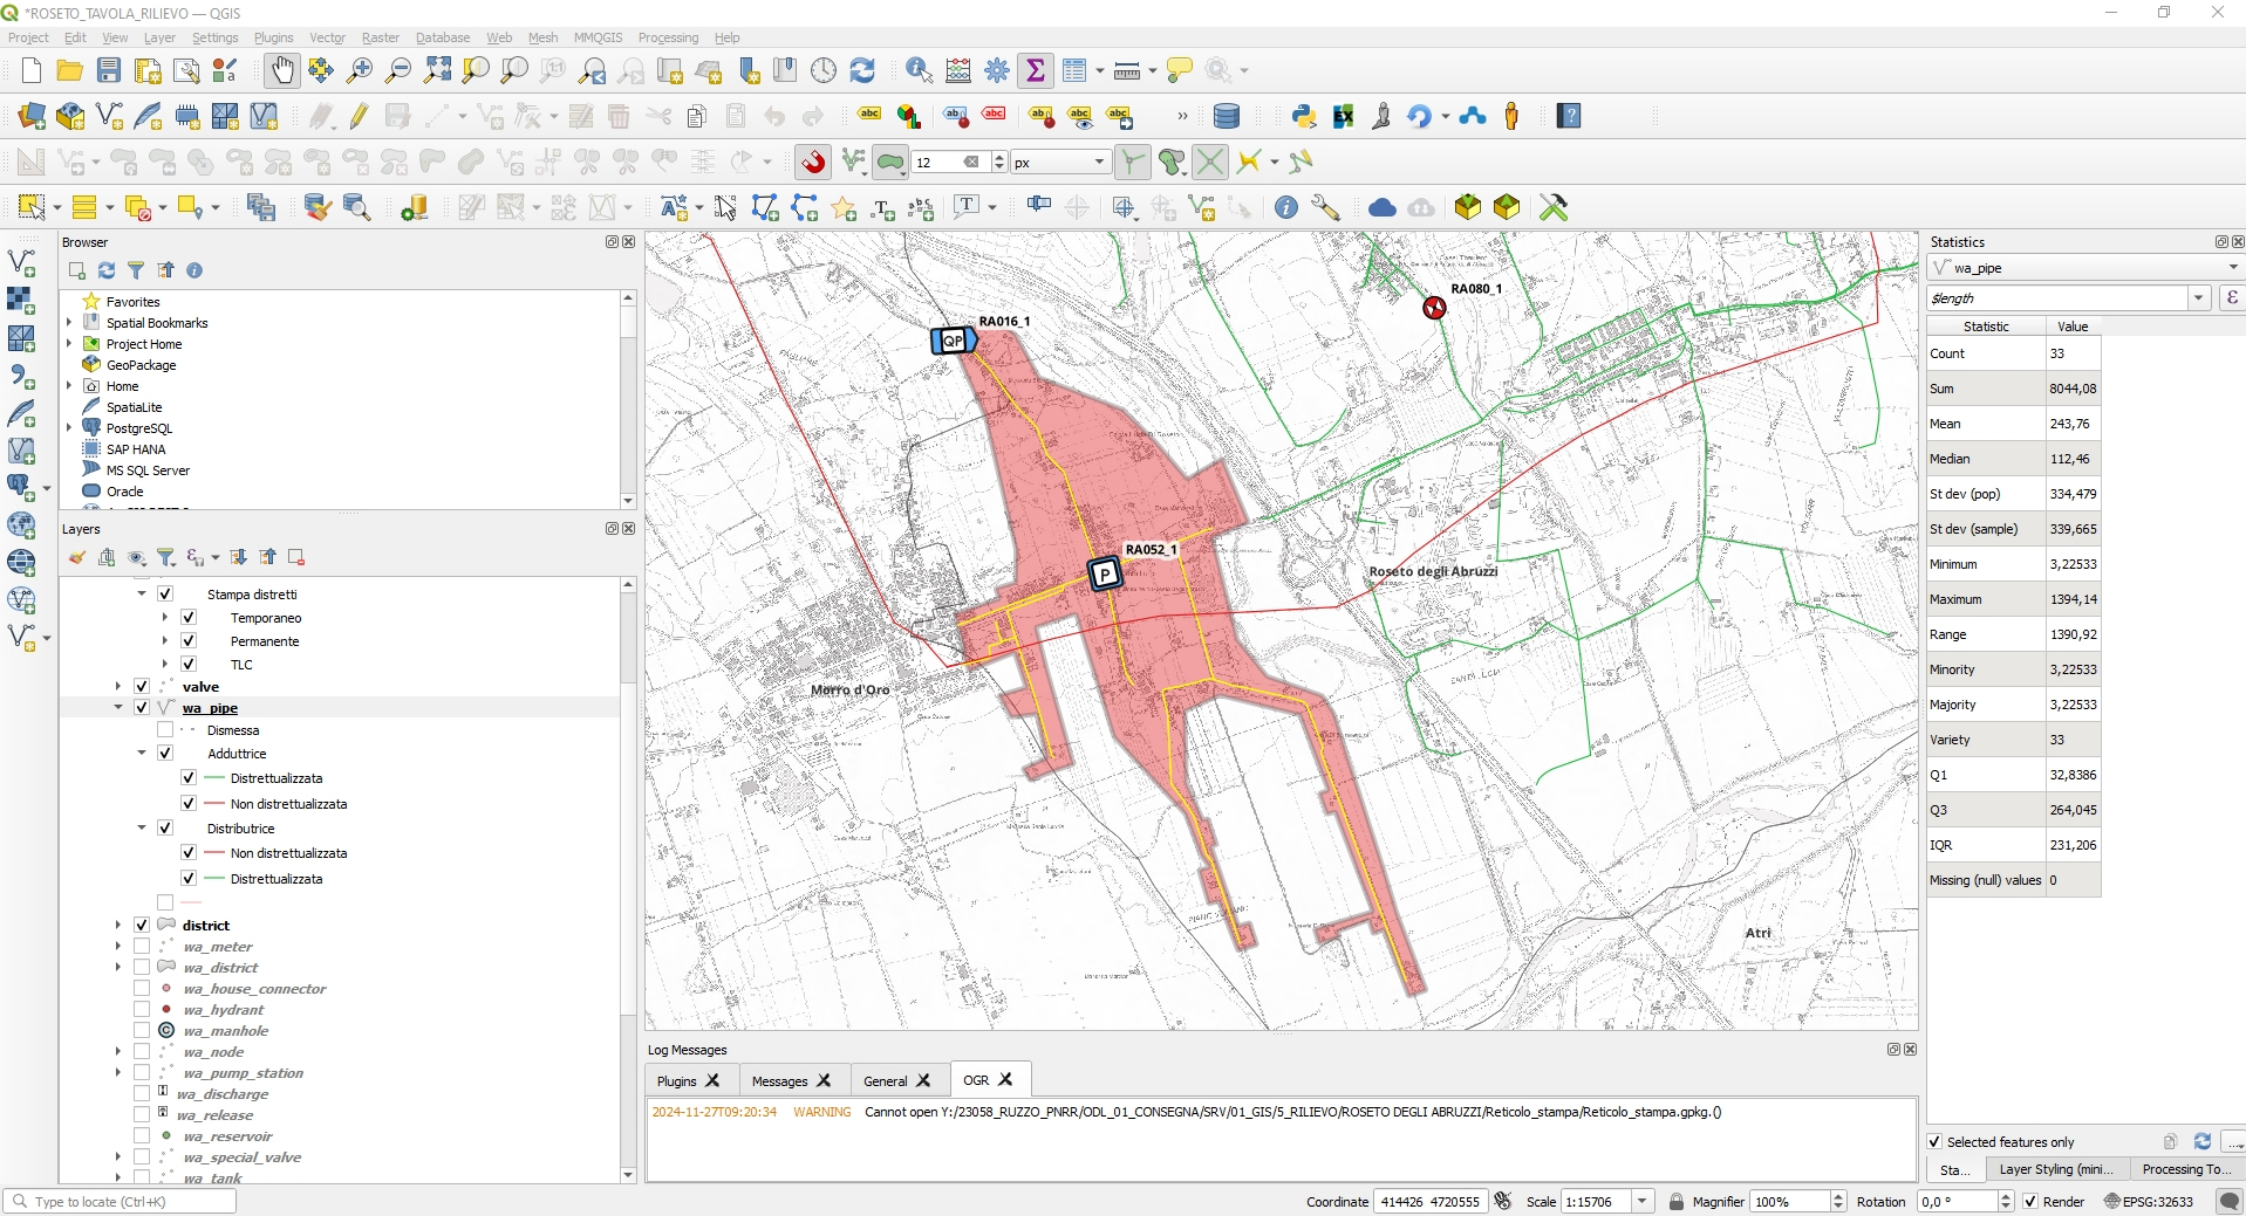 *ROSETO_TAVOLA_RILIEVO — QGIS
Project Edit View Layer Settings Plugins Vector Raster Database Web Mesh MMQGIS Processing Help
12 px
Browser
Favorites
Spatial Bookmarks
Project Home
GeoPackage
Home
SpatiaLite
PostgreSQL
SAP HANA
MS SQL Server
Oracle
Layers
Stampa distretti
Temporaneo
Permanente
TLC
valve
wa_pipe
Dismessa
Adduttrice
Distrettualizzata
Non distrettualizzata
Distributrice
Non distrettualizzata
Distrettualizzata
district
wa_meter
wa_district
wa_house_connector
wa_hydrant
wa_manhole
wa_node
wa_pump_station
wa_discharge
wa_release
wa_reservoir
wa_special_valve
wa_tank
RA016_1
QP
RA080_1
RA052_1
P
Roseto degli Abruzzi
Morro d'Oro
Atri
Log Messages
Plugins Messages General OGR
2024-11-27T09:20:34 WARNING Cannot open Y:/23058_RUZZO_PNRR/ODL_01_CONSEGNA/SRV/01_GIS/5_RILIEVO/ROSETO DEGLI ABRUZZI/Reticolo_stampa/Reticolo_stampa.gpkg.()
Statistics
wa_pipe
$length
Statistic Value
Count 33
Sum 8044,08
Mean 243,76
Median 112,46
St dev (pop) 334,479
St dev (sample) 339,665
Minimum 3,22533
Maximum 1394,14
Range 1390,92
Minority 3,22533
Majority 3,22533
Variety 33
Q1 32,8386
Q3 264,045
IQR 231,206
Missing (null) values 0
Selected features only
Sta... Layer Styling (mini... Processing To...
Type to locate (Ctrl+K)
Coordinate 414426 4720555 Scale 1:15706 Magnifier 100% Rotation 0,0 ° Render EPSG:32633